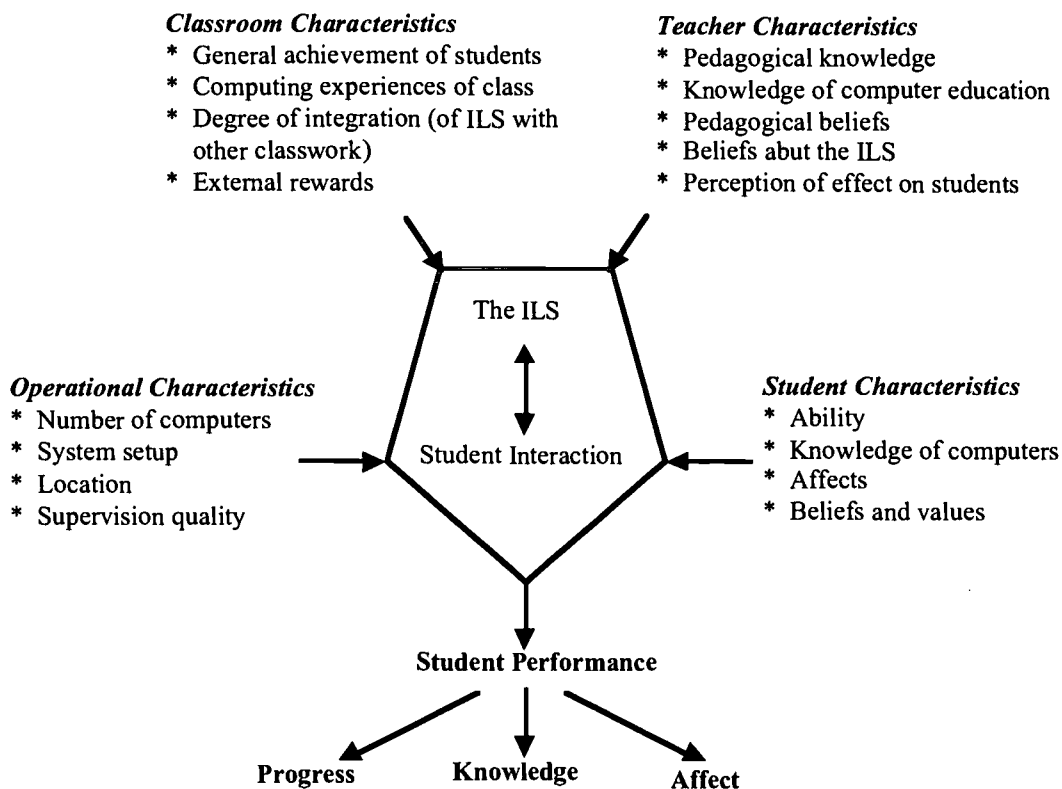 Classroom Characteristics
* General achievement of students
* Computing experiences of class
* Degree of integration (of ILS with
other classwork)
* External rewards
Teacher Characteristics
* Pedagogical knowledge
* Knowledge of computer education
* Pedagogical beliefs
* Beliefs abut the ILS
* Perception of effect on students
The ILS
Operational Characteristics
* Number of computers
* System setup
* Location
* Supervision quality
Student Interaction
Student Characteristics
* Ability
* Knowledge of computers
* Affects
* Beliefs and values
Student Performance
Progress
Knowledge
Affect